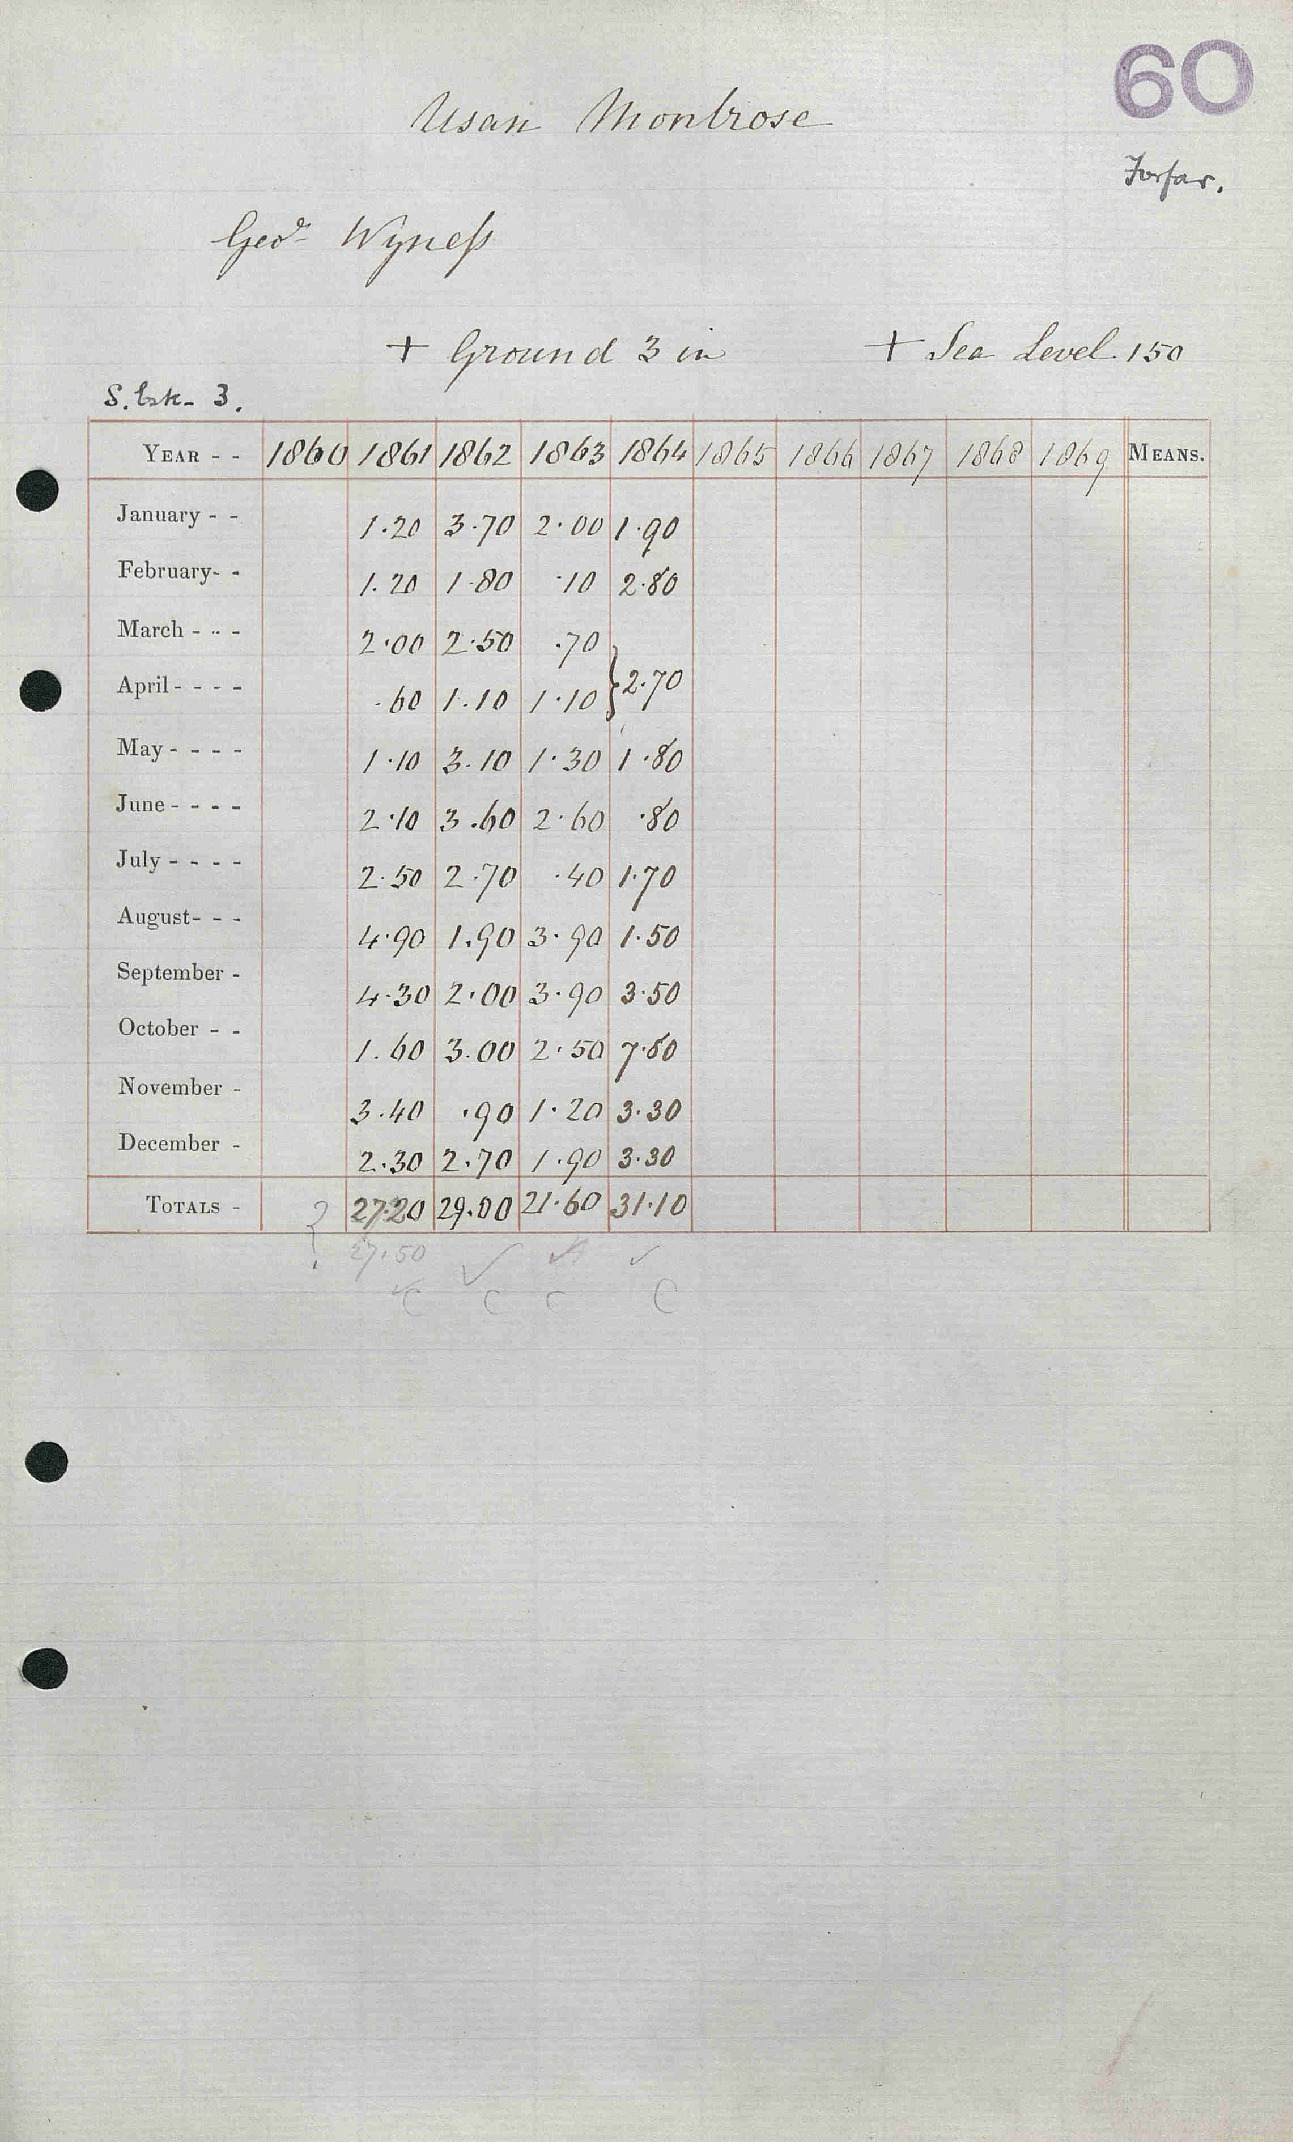 60
Usan Montrose
Forfar.
Geo. Wyness
+ Ground 3 in + Sea Level. 150
S. Esk - 3.
YEAR - - 1860 1861 1862 1863 1864 1865 1866 1867 1868 1869 MEANS.
January - - 1.20 3.70 2.00 1.90
February- - 1.20 1.80 .10 2.80
March - - - 2.00 2.50 .70
April - - - - .60 1.10 1.10 } 2.70
May - - - - 1.10 3.10 1.30 1.80
June - - - - 2.10 3.60 2.60 .80
July - - - - 2.50 2.70 .40 1.70
August- - - 4.90 1.90 3.90 1.50
September - 4.30 2.00 3.90 3.50
October - - 1.60 3.00 2.50 7.80
November - 3.40 .90 1.20 3.30
December - 2.30 2.70 1.90 3.30
TOTALS - ? 27.20 29.00 21.60 31.10
27.50 ✓ ✓ ✓
✓C C C C